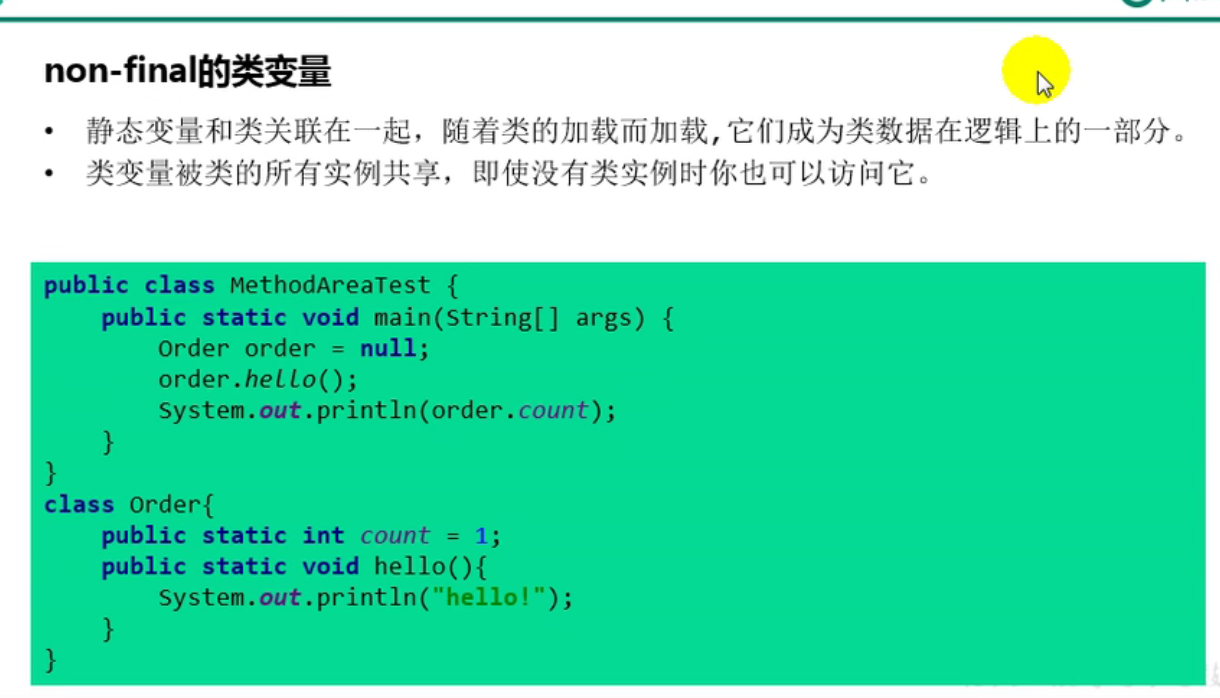 non-final的类变量
• 静态变量和类关联在一起，随着类的加载而加载,它们成为类数据在逻辑上的一部分。
• 类变量被类的所有实例共享，即使没有类实例时你也可以访问它。
public class MethodAreaTest {
    public static void main(String[] args) {
        Order order = null;
        order.hello();
        System.out.println(order.count);
    }
}
class Order{
    public static int count = 1;
    public static void hello(){
        System.out.println("hello!");
    }
}